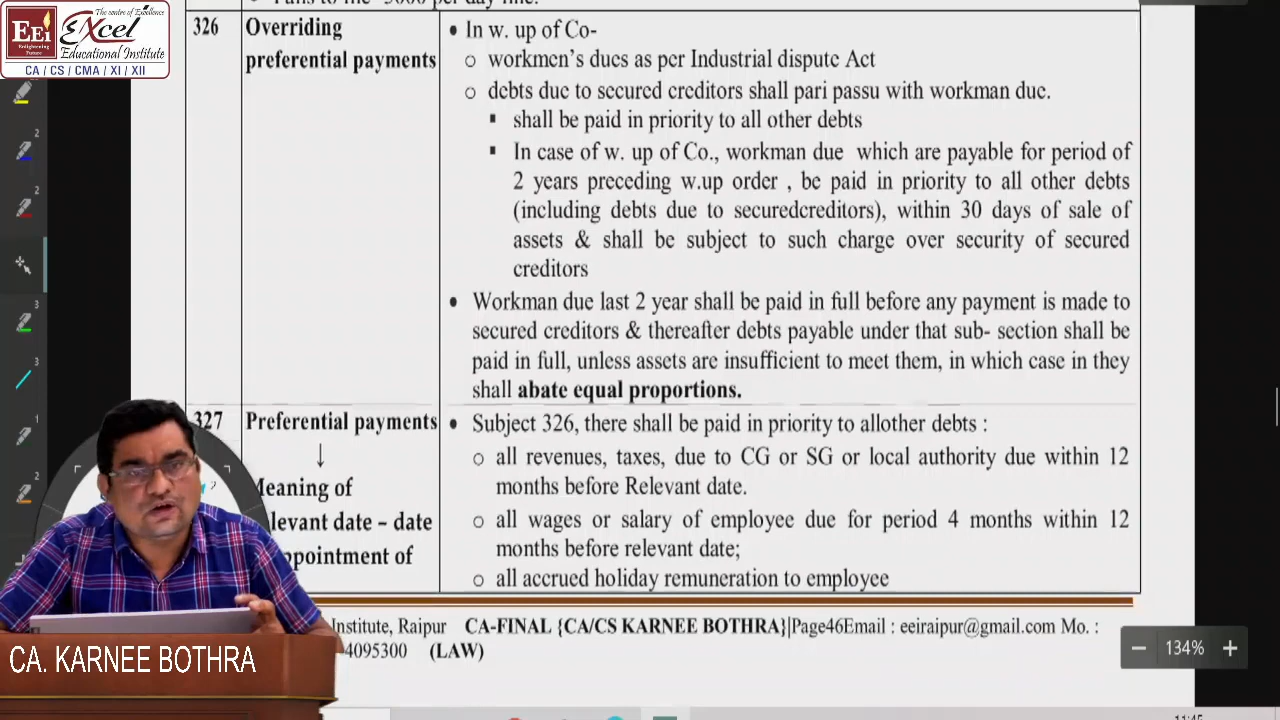 The centre of Excellence
EEi Excel
Enlightening Future
Educational Institute
CA / CS / CMA / XI / XII
326 Overriding preferential payments
• In w. up of Co-
o workmen's dues as per Industrial dispute Act
o debts due to secured creditors shall pari passu with workman due.
▪ shall be paid in priority to all other debts
▪ In case of w. up of Co., workman due which are payable for period of
2 years preceding w.up order , be paid in priority to all other debts
(including debts due to securedcreditors), within 30 days of sale of
assets & shall be subject to such charge over security of secured
creditors
• Workman due last 2 year shall be paid in full before any payment is made to
secured creditors & thereafter debts payable under that sub- section shall be
paid in full, unless assets are insufficient to meet them, in which case in they
shall abate equal proportions.
327 Preferential payments
↓
Meaning of
levant date – date
ppointment of
• Subject 326, there shall be paid in priority to allother debts :
o all revenues, taxes, due to CG or SG or local authority due within 12
months before Relevant date.
o all wages or salary of employee due for period 4 months within 12
months before relevant date;
o all accrued holiday remuneration to employee
Institute, Raipur CA-FINAL {CA/CS KARNEE BOTHRA}|Page46Email : eeiraipur@gmail.com Mo. :
4095300 (LAW)
CA. KARNEE BOTHRA
− 134% +